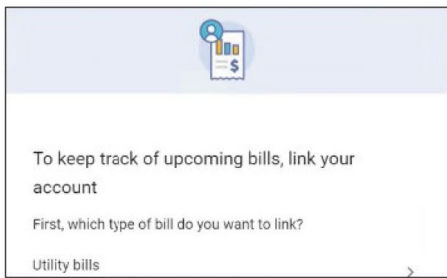 $
To keep track of upcoming bills, link your
account
First, which type of bill do you want to link?
Utility bills